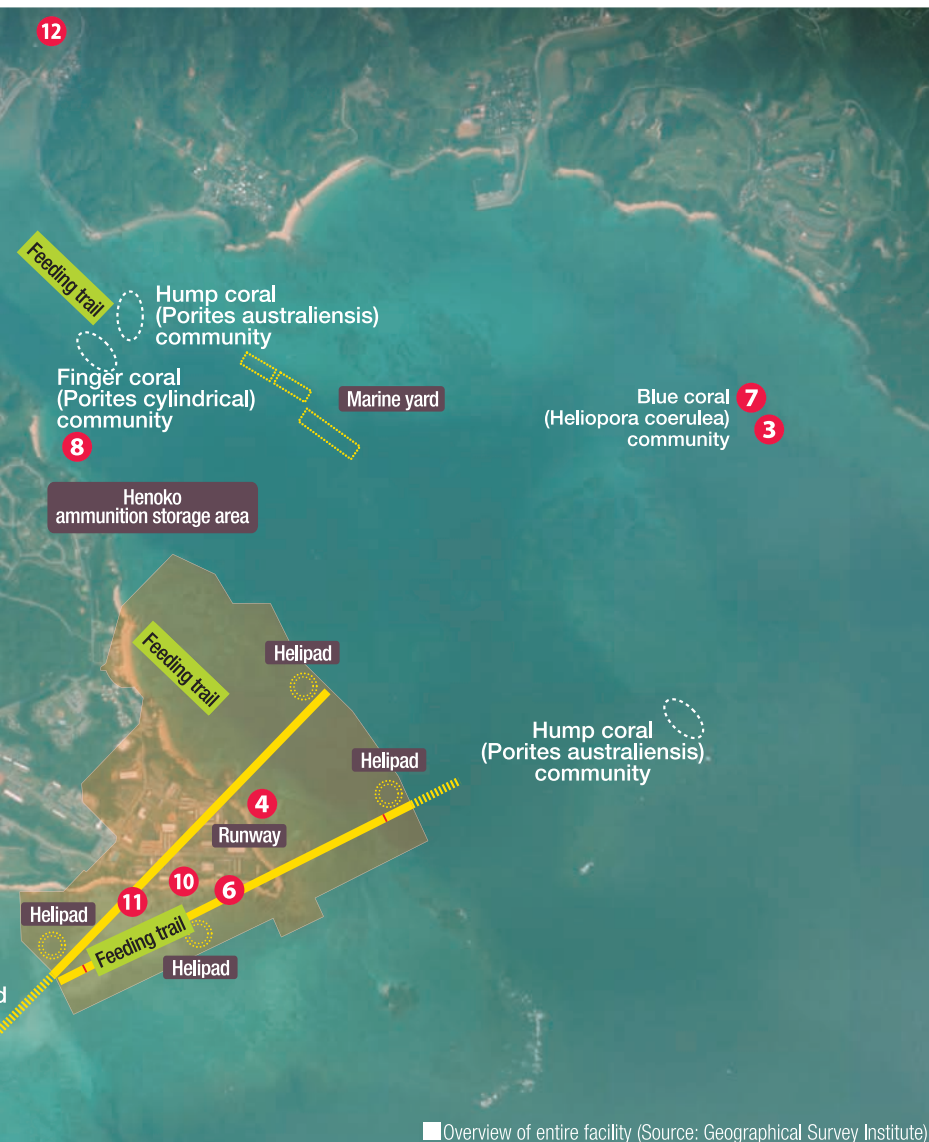 12
Feeding trail
Hump coral
(Porites australiensis)
community
Finger coral
(Porites cylindrical)
community
8
Marine yard
Blue coral
(Heliopora coerulea)
community
7
3
Henoko
ammunition storage area
Feeding trail
Helipad
Hump coral
(Porites australiensis)
community
Helipad
4
Runway
10
6
11
Helipad
Feeding trail
Helipad
d
Overview of entire facility (Source: Geographical Survey Institute)